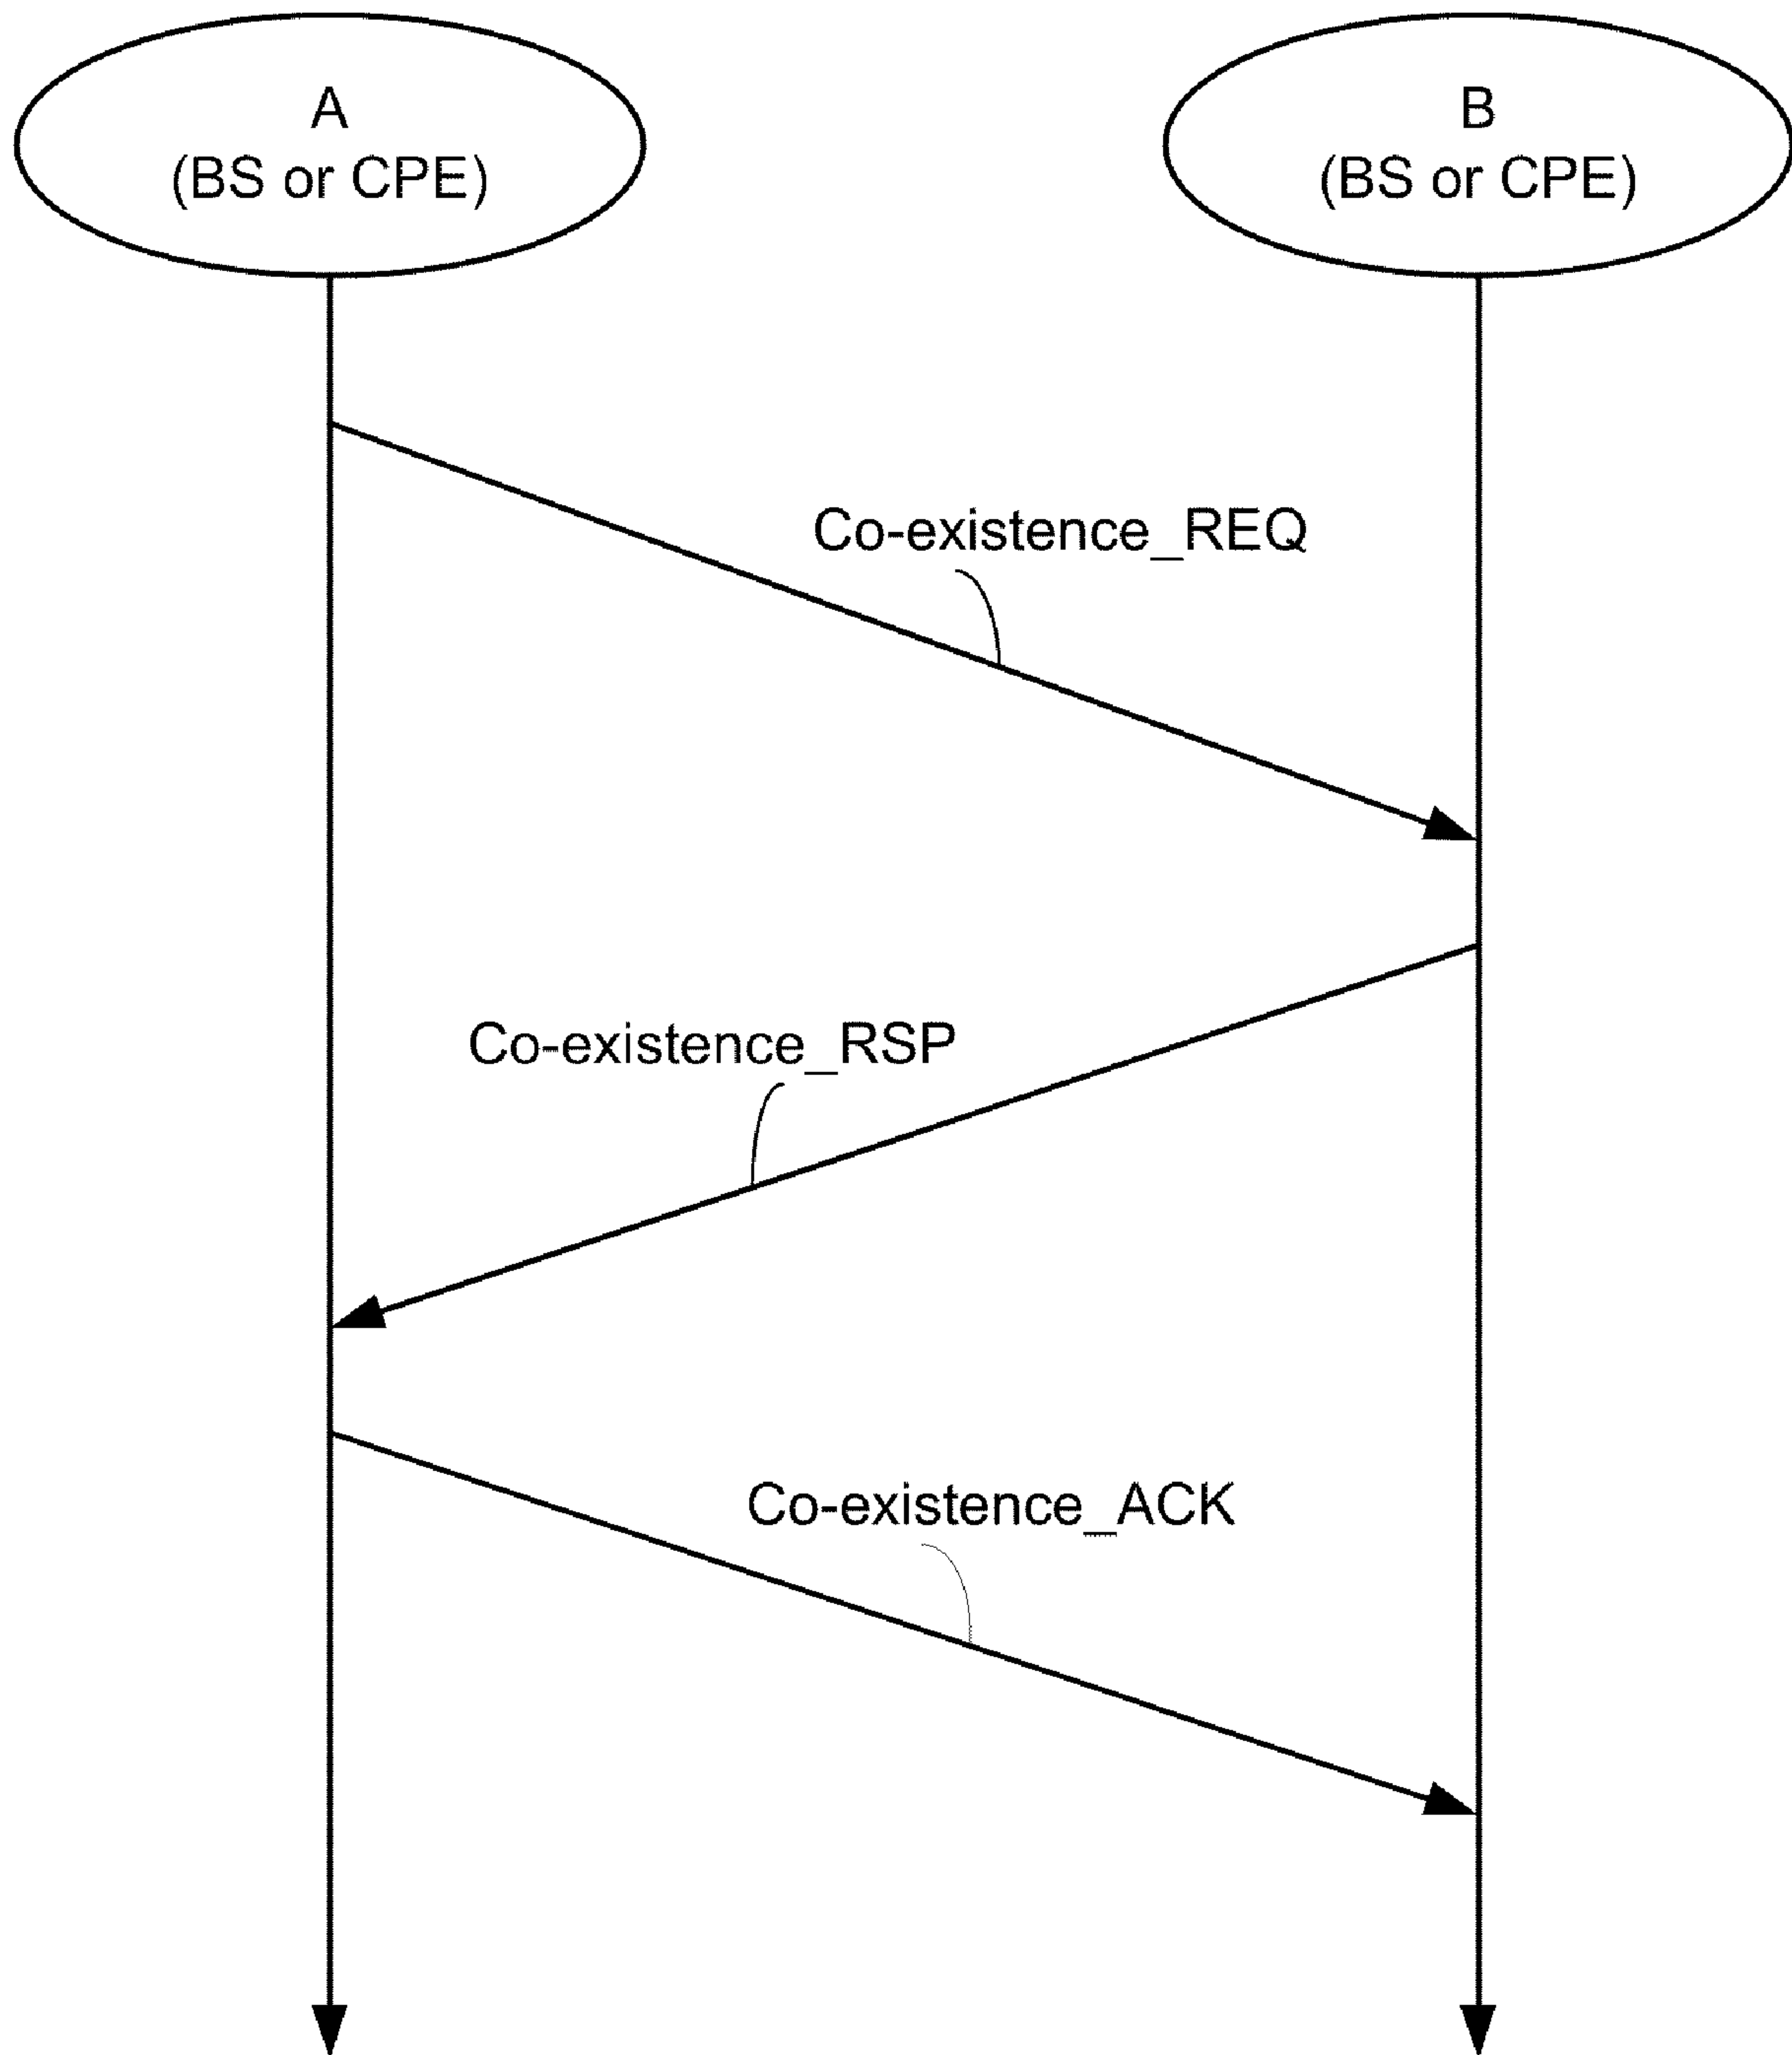 A
(BS or CPE)
B
(BS or CPE)
Co-existence_REQ
Co-existence_RSP
Co-existence_ACK